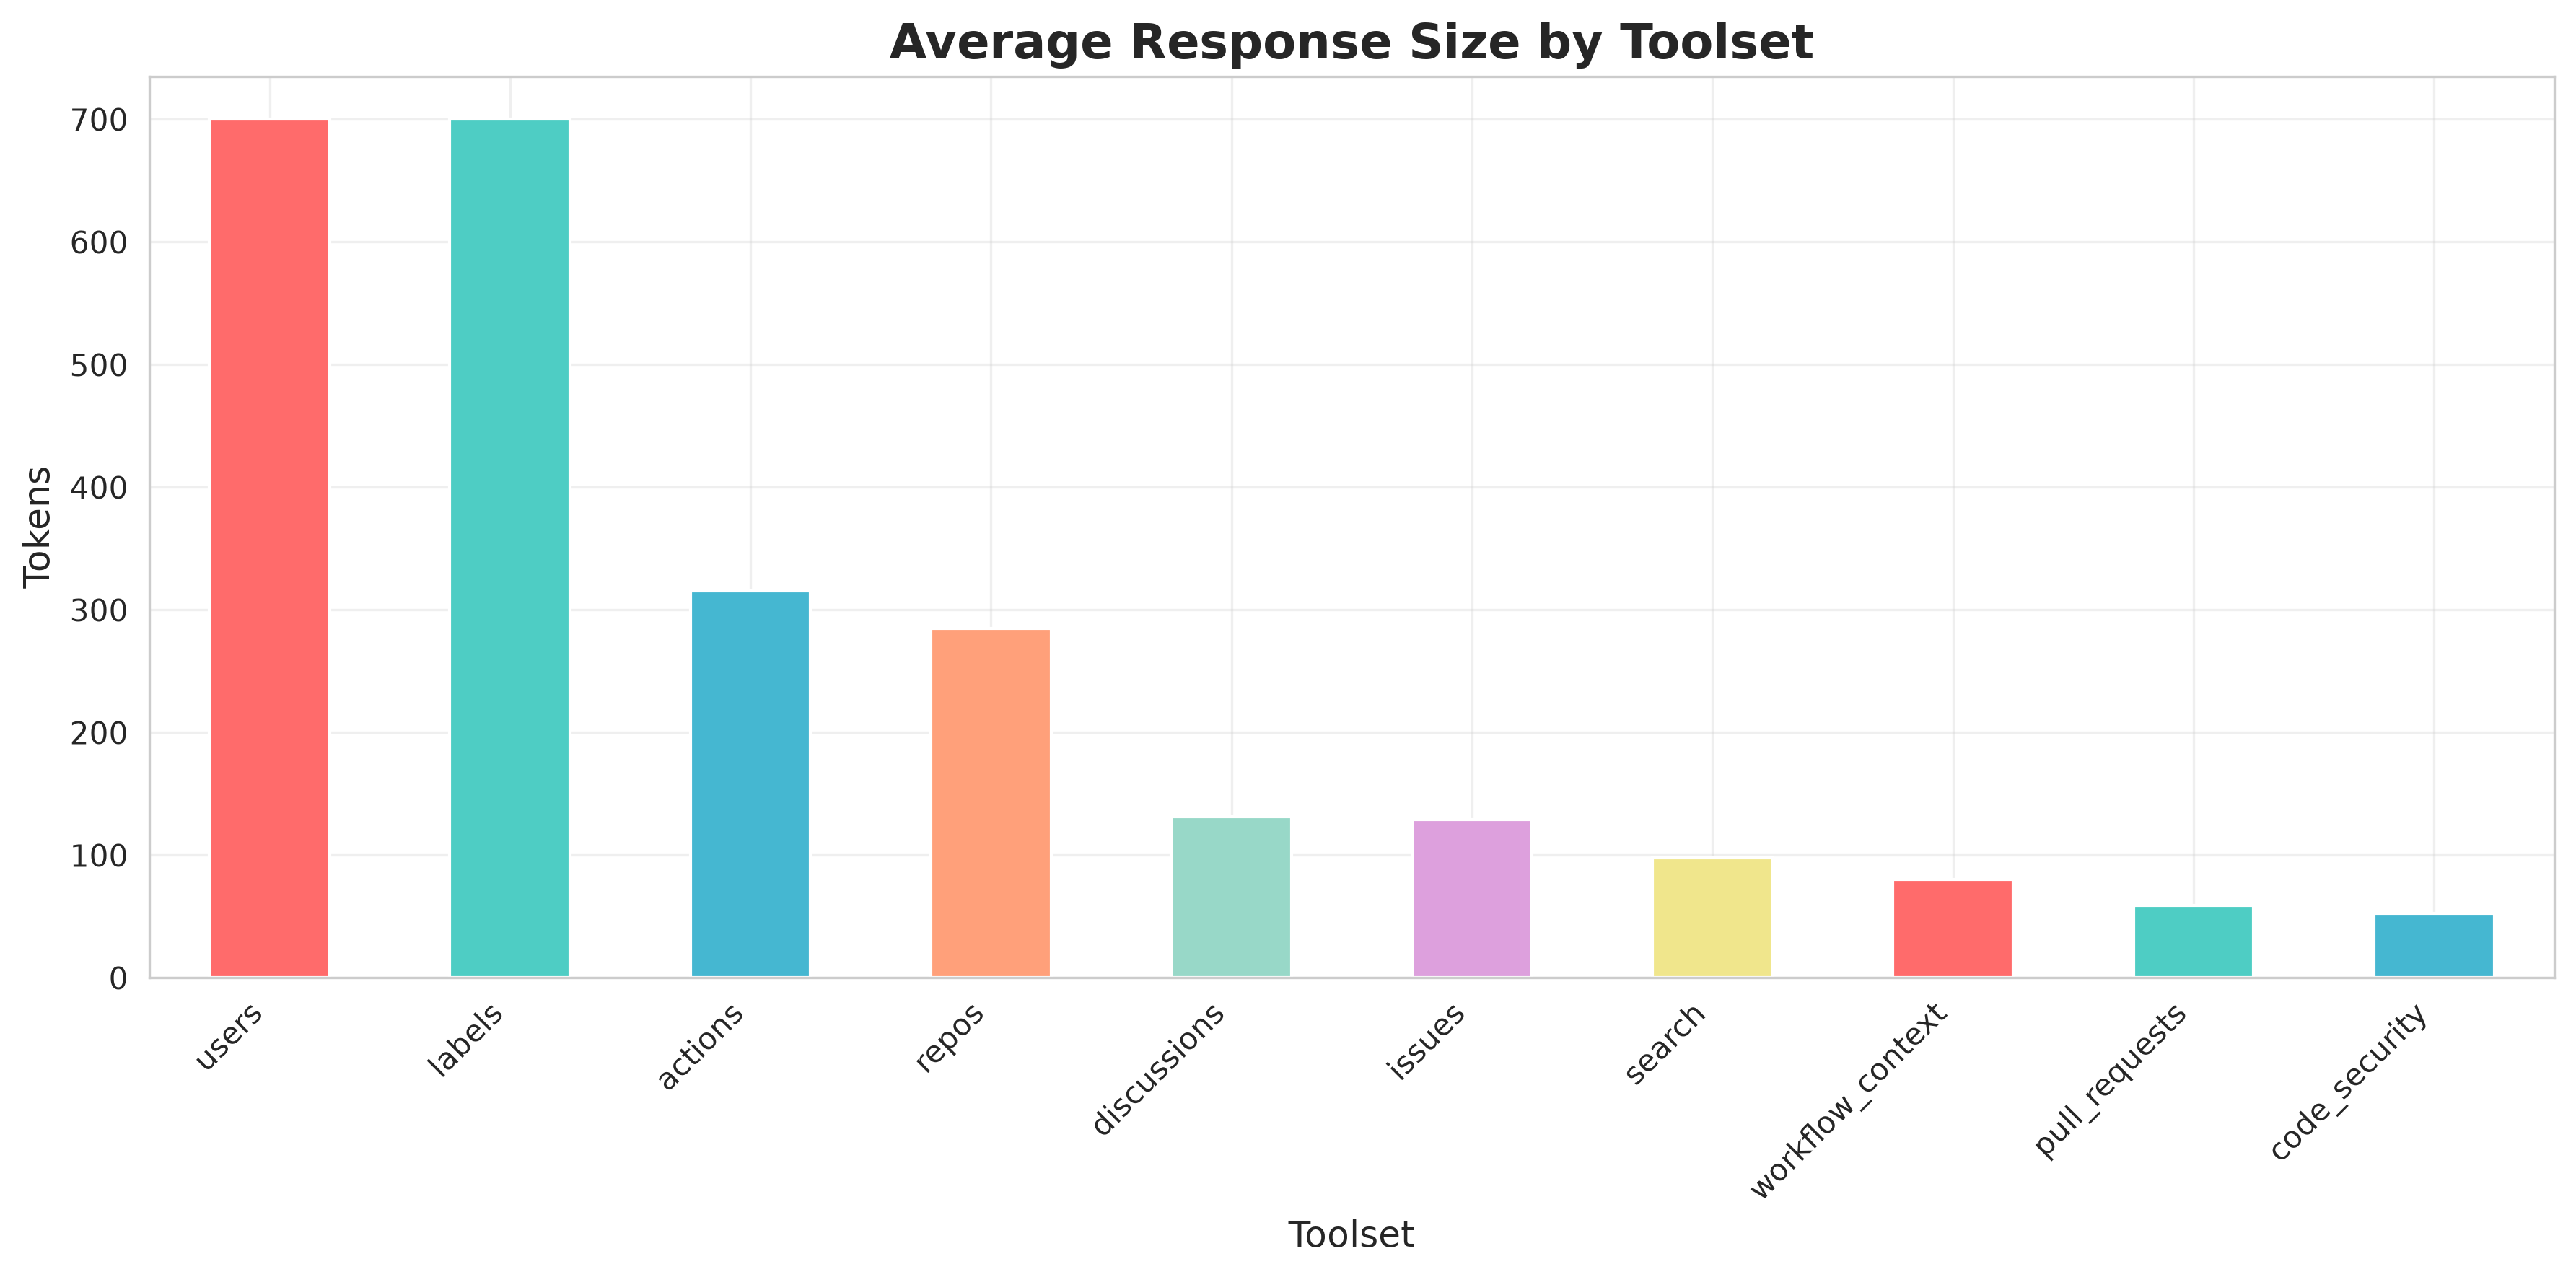 Average Response Size by Toolset
Tokens
700
600
500
400
300
200
100
0
users
labels
actions
repos
discussions
issues
search
workflow_context
pull_requests
code_security
Toolset